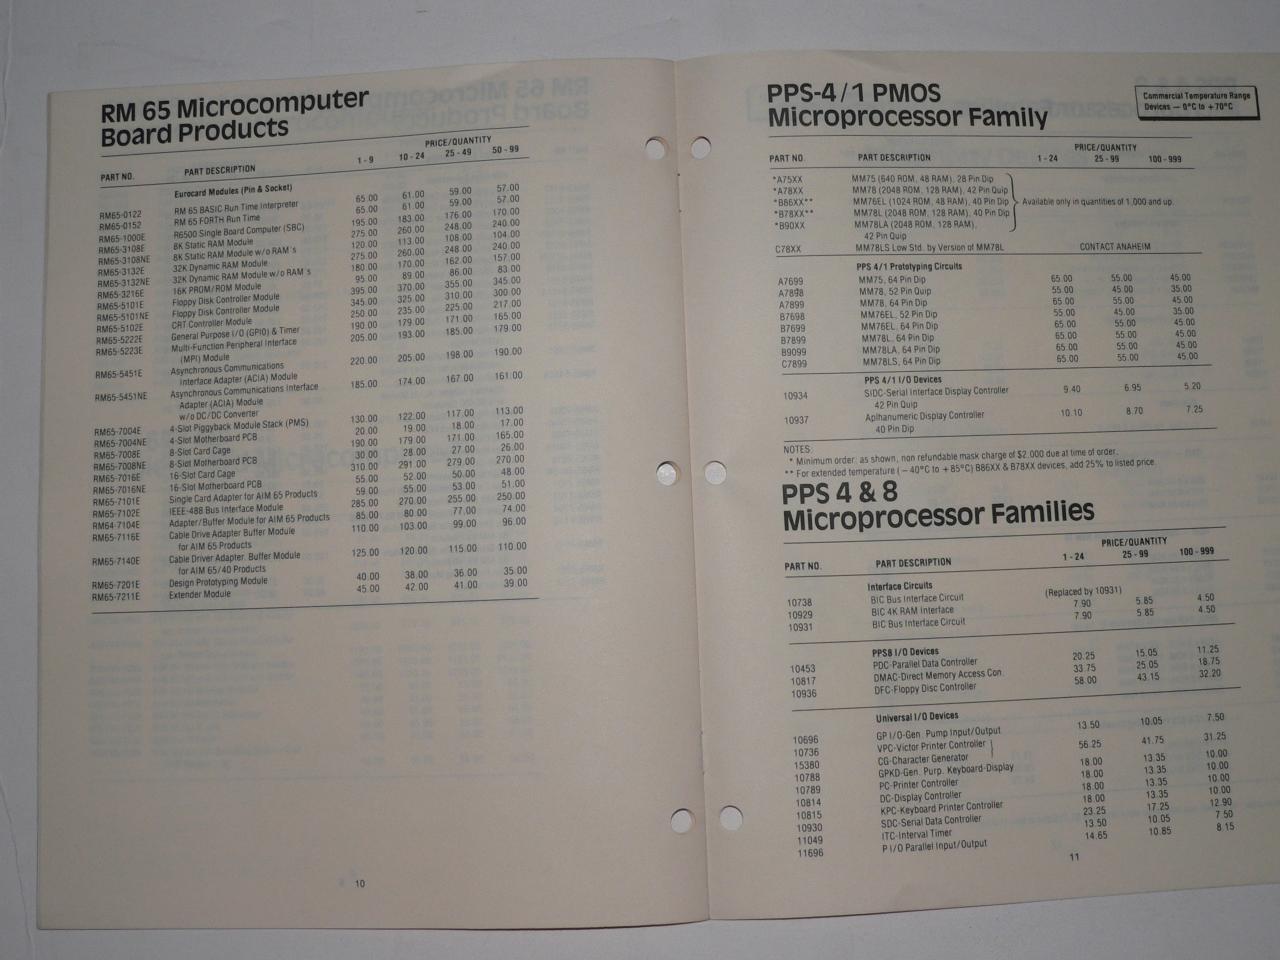 RM 65 Microcomputer
Board Products
PRICE/QUANTITY
PART NO. PART DESCRIPTION 1 - 9 10 - 24 25 - 49 50 - 99
Eurocard Modules (Pin & Socket)
RM65-0122 RM 65 BASIC Run Time Interpreter 65.00 61.00 59.00 57.00
RM65-0152 RM 65 FORTH Run Time 65.00 61.00 59.00 57.00
RM65-1000E R6500 Single Board Computer (SBC) 195.00 183.00 176.00 170.00
RM65-3108E 8K Static RAM Module 275.00 260.00 248.00 240.00
RM65-3108NE 8K Static RAM Module w/o RAM's 120.00 113.00 108.00 104.00
RM65-3132E 32K Dynamic RAM Module 275.00 260.00 248.00 240.00
RM65-3132NE 32K Dynamic RAM Module w/o RAM's 180.00 170.00 162.00 157.00
RM65-3216E 16K PROM/ROM Module 95.00 89.00 86.00 83.00
RM65-5101E Floppy Disk Controller Module 395.00 370.00 355.00 345.00
RM65-5101NE Floppy Disk Controller Module 345.00 325.00 310.00 300.00
RM65-5102E CRT Controller Module 250.00 235.00 225.00 217.00
RM65-5222E General Purpose I/O (GPIO) & Timer 190.00 179.00 171.00 165.00
RM65-5223E Multi-Function Peripheral Interface 205.00 193.00 185.00 179.00
(MPI) Module
RM65-5451E Asynchronous Communications 220.00 205.00 198.00 190.00
Interface Adapter (ACIA) Module
RM65-5451NE Asynchronous Communications Interface 185.00 174.00 167.00 161.00
Adapter (ACIA) Module
w/o DC/DC Converter
RM65-7004E 4-Slot Piggyback Module Stack (PMS) 130.00 122.00 117.00 113.00
RM65-7004NE 4-Slot Motherboard PCB 20.00 19.00 18.00 17.00
RM65-7008E 8-Slot Card Cage 190.00 179.00 171.00 165.00
RM65-7008NE 8-Slot Motherboard PCB 30.00 28.00 27.00 26.00
RM65-7016E 16-Slot Card Cage 310.00 291.00 279.00 270.00
RM65-7016NE 16-Slot Motherboard PCB 55.00 52.00 50.00 48.00
RM65-7101E Single Card Adapter for AIM 65 Products 59.00 55.00 53.00 51.00
RM65-7102E IEEE-488 Bus Interface Module 285.00 270.00 255.00 250.00
RM64-7104E Adapter/Buffer Module for AIM 65 Products 85.00 80.00 77.00 74.00
RM65-7116E Cable Drive Adapter Buffer Module 110.00 103.00 99.00 96.00
for AIM 65 Products
RM65-7140E Cable Driver Adapter. Buffer Module 125.00 120.00 115.00 110.00
for AIM 65/40 Products
RM65-7201E Design Prototyping Module 40.00 38.00 36.00 35.00
RM65-7211E Extender Module 45.00 42.00 41.00 39.00
10
PPS-4/1 PMOS
Microprocessor Family
Commercial Temperature Range
Devices — 0°C to +70°C
PRICE/QUANTITY
PART NO. PART DESCRIPTION 1 - 24 25 - 99 100 -999
*A75XX MM75 (640 ROM, 48 RAM), 28 Pin Dip
*A78XX MM78 (2048 ROM, 128 RAM), 42 Pin Quip
*B86XX** MM76EL (1024 ROM, 48 RAM), 40 Pin Dip Available only in quantities of 1,000 and up.
*B78XX** MM78L (2048 ROM, 128 RAM), 40 Pin Dip
*B90XX MM78LA (2048 ROM, 128 RAM),
42 Pin Quip
C78XX MM78LS Low Std. by Version of MM78L CONTACT ANAHEIM
PPS 4/1 Prototyping Circuits
A7699 MM75, 64 Pin Dip 65.00 55.00 45.00
A7898 MM78, 52 Pin Quip 55.00 45.00 35.00
A7899 MM78, 64 Pin Dip 65.00 55.00 45.00
B7698 MM76EL, 52 Pin Dip 55.00 45.00 35.00
B7699 MM76EL, 64 Pin Dip 65.00 55.00 45.00
B7899 MM78L, 64 Pin Dip 65.00 55.00 45.00
B9099 MM78LA, 64 Pin Dip 65.00 55.00 45.00
C7899 MM78LS, 64 Pin Dip 65.00 55.00 45.00
PPS 4/1 I/O Devices
10934 SIDC-Serial Interface Display Controller 9.40 6.95 5.20
42 Pin Quip
10937 Aplhanumeric Display Controller 10.10 8.70 7.25
40 Pin Dip
NOTES:
* Minimum order: as shown, non refundable mask charge of $2,000 due at time of order.
** For extended temperature (−40°C to +85°C) B86XX & B78XX devices, add 25% to listed price.
PPS 4 & 8
Microprocessor Families
PRICE/QUANTITY
PART NO. PART DESCRIPTION 1 - 24 25 - 99 100 -999
Interface Circuits
10738 BIC Bus Interface Circuit (Replaced by 10931)
10929 BIC 4K RAM Interface 7.90 5.85 4.50
10931 BIC Bus Interface Circuit 7.90 5.85 4.50
PPS8 I/O Devices
10453 PDC-Parallel Data Controller 20.25 15.05 11.25
10817 DMAC-Direct Memory Access Con. 33.75 25.05 18.75
10936 DFC-Floppy Disc Controller 58.00 43.15 32.20
Universal I/O Devices
10696 GP I/O-Gen. Pump Input/Output 13.50 10.05 7.50
10736 VPC-Victor Printer Controller 56.25 41.75 31.25
15380 CG-Character Generator
10788 GPKD-Gen. Purp. Keyboard-Display 18.00 13.35 10.00
10789 PC-Printer Controller 18.00 13.35 10.00
10814 DC-Display Controller 18.00 13.35 10.00
10815 KPC-Keyboard Printer Controller 18.00 13.35 10.00
10930 SDC-Serial Data Controller 23.25 17.25 12.90
11049 ITC-Interval Timer 13.50 10.05 7.50
11696 P I/O Parallel Input/Output 14.65 10.85 8.15
11